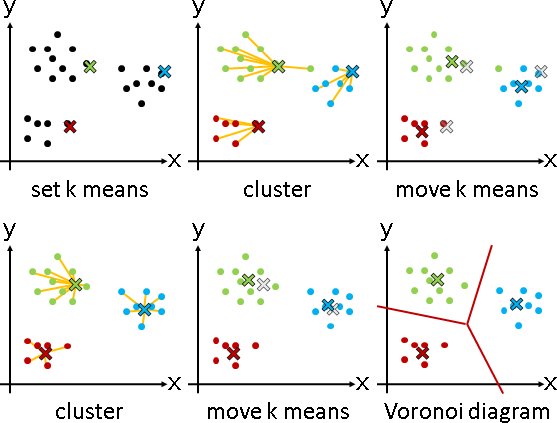 y
y
y
x
x
x
set k means
cluster
move k means
y
y
y
x
x
x
cluster
move k means
Voronoi diagram